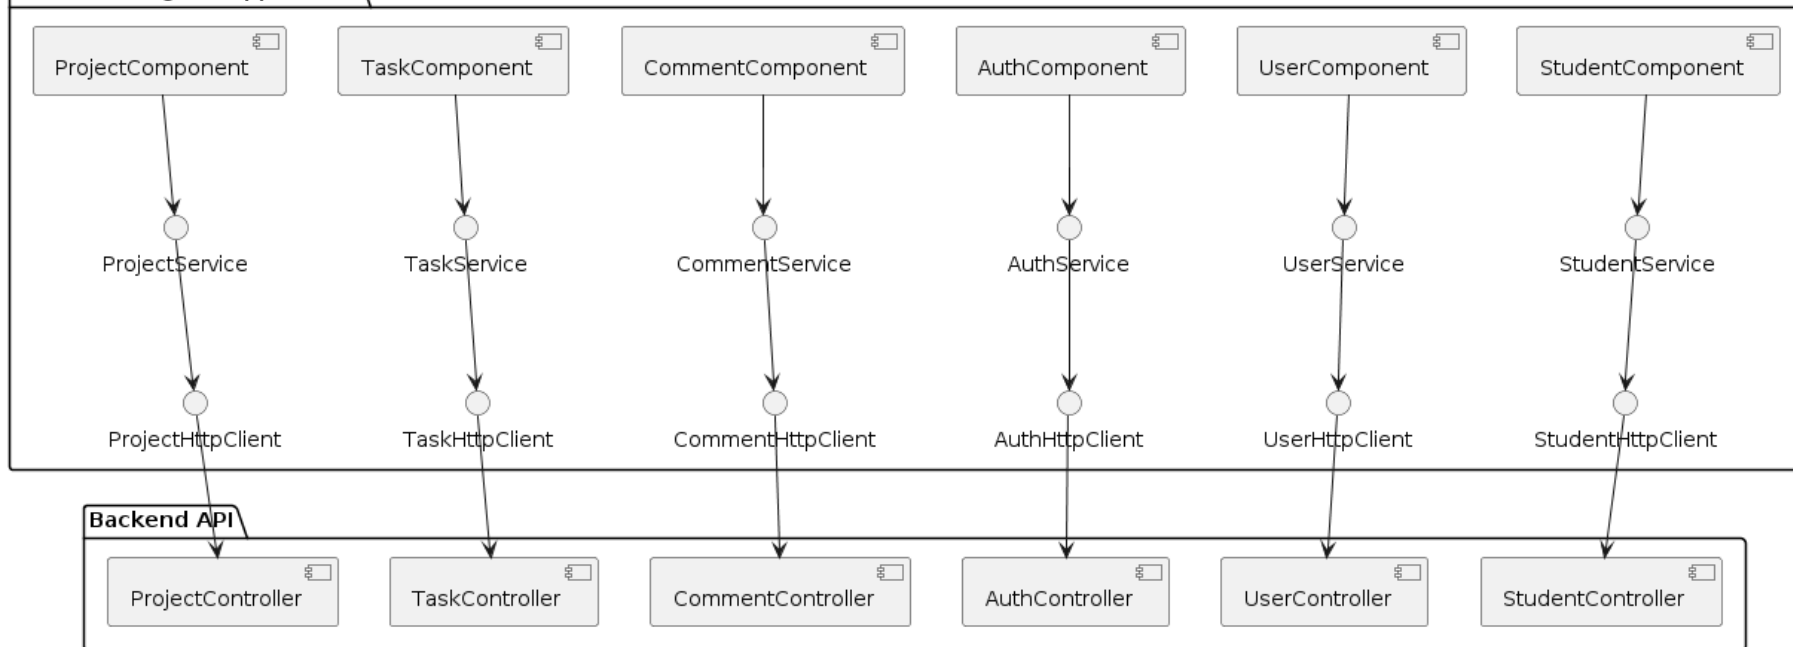 ProjectComponent TaskComponent CommentComponent AuthComponent UserComponent StudentComponent
ProjectService TaskService CommentService AuthService UserService StudentService
ProjectHttpClient TaskHttpClient CommentHttpClient AuthHttpClient UserHttpClient StudentHttpClient
Backend API
ProjectController TaskController CommentController AuthController UserController StudentController